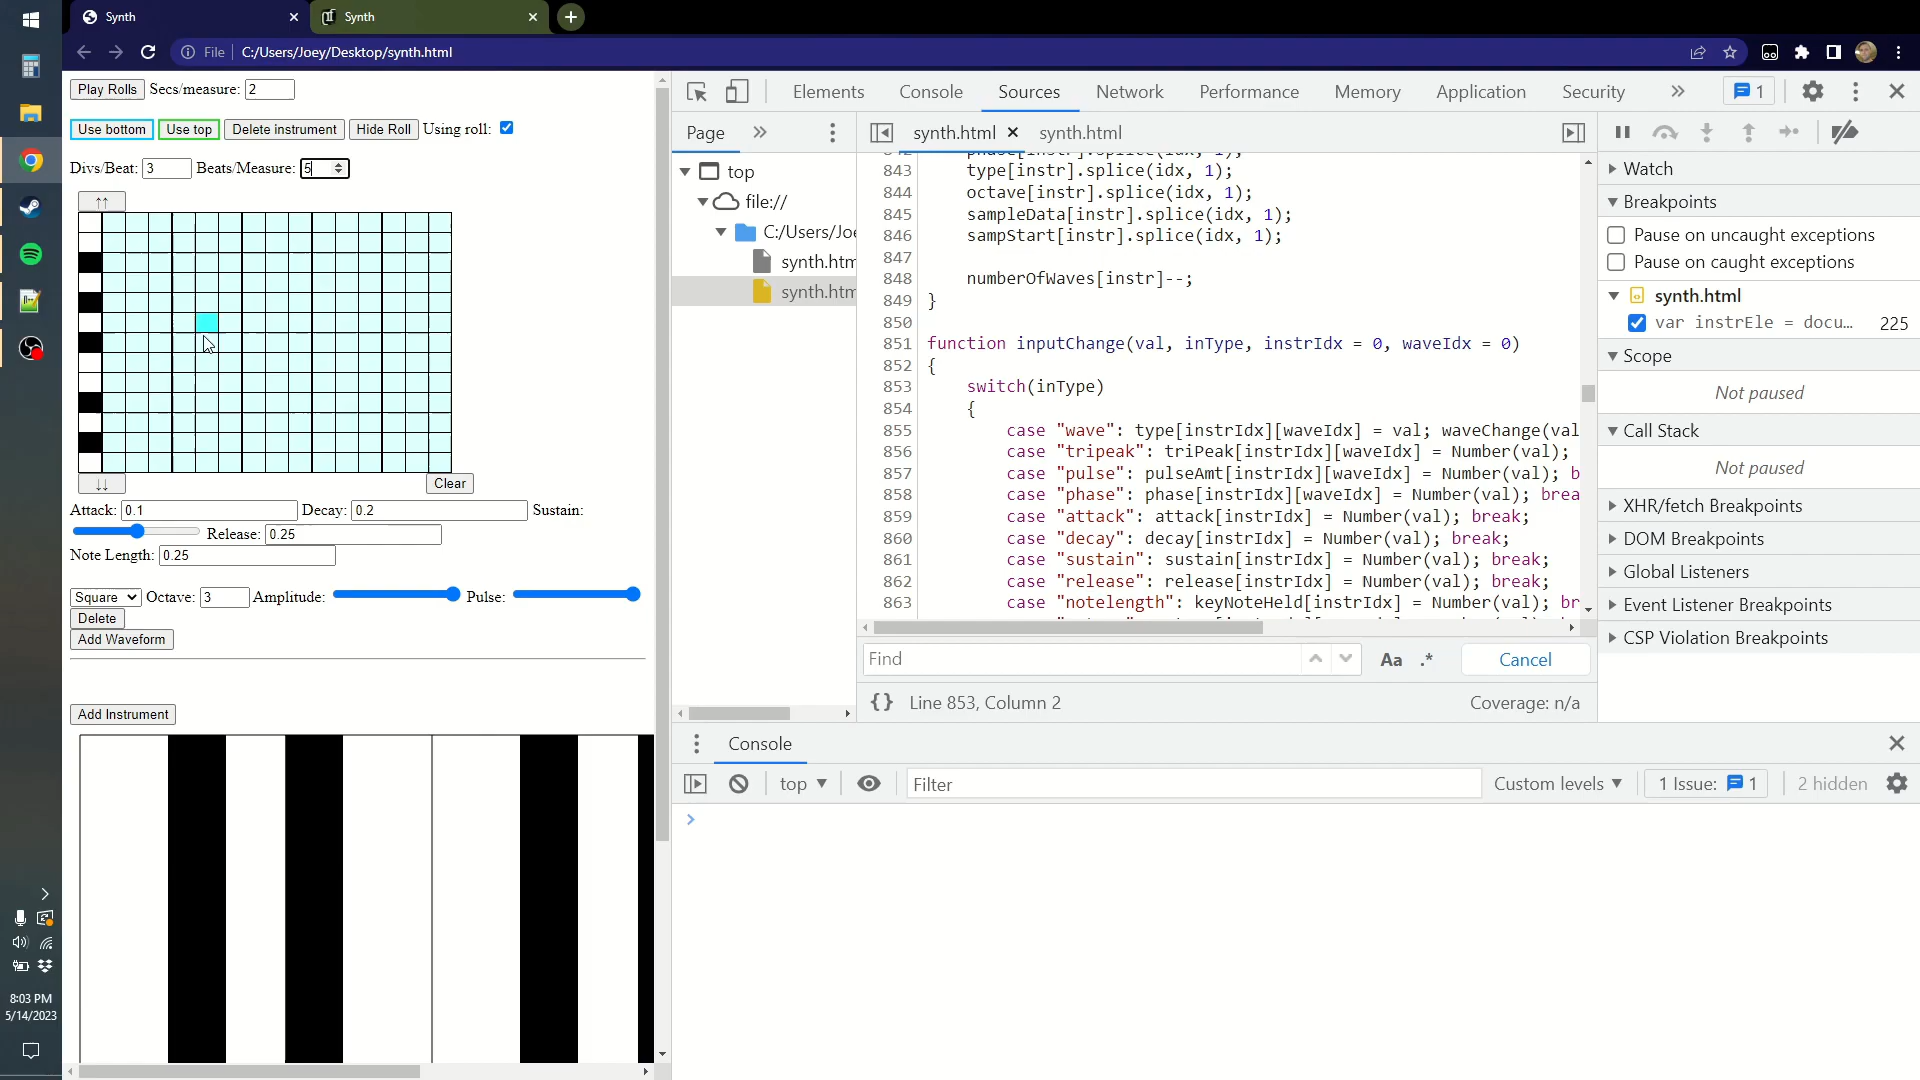 Synth
Synth
File
C:/Users/Joey/Desktop/synth.html
Play Rolls Secs/measure: 2
Use bottom Use top Delete instrument Hide Roll Using roll:
Divs/Beat: 3 Beats/Measure: 5
↑↑
↓↓
Clear
Attack: 0.1 Decay: 0.2 Sustain:
Release: 0.25
Note Length: 0.25
Square Octave: 3 Amplitude: Pulse:
Delete
Add Waveform
Add Instrument
8:03 PM
5/14/2023
Elements Console Sources Network Performance Memory Application Security » 1
Page »
synth.html synth.html
top
file://
C:/Users/Joe
synth.htm
synth.htm
843 type[instr].splice(idx, 1);
844 octave[instr].splice(idx, 1);
845 sampleData[instr].splice(idx, 1);
846 sampStart[instr].splice(idx, 1);
847
848 numberOfWaves[instr]--;
849 }
850
851 function inputChange(val, inType, instrIdx = 0, waveIdx = 0)
852 {
853 switch(inType)
854 {
855 case "wave": type[instrIdx][waveIdx] = val; waveChange(val
856 case "tripeak": triPeak[instrIdx][waveIdx] = Number(val);
857 case "pulse": pulseAmt[instrIdx][waveIdx] = Number(val); b
858 case "phase": phase[instrIdx][waveIdx] = Number(val); brea
859 case "attack": attack[instrIdx] = Number(val); break;
860 case "decay": decay[instrIdx] = Number(val); break;
861 case "sustain": sustain[instrIdx] = Number(val); break;
862 case "release": release[instrIdx] = Number(val); break;
863 case "notelength": keyNoteHeld[instrIdx] = Number(val); br
Find
Aa .* Cancel
{} Line 853, Column 2
Coverage: n/a
Watch
Breakpoints
Pause on uncaught exceptions
Pause on caught exceptions
synth.html
var instrEle = docu… 225
Scope
Not paused
Call Stack
Not paused
XHR/fetch Breakpoints
DOM Breakpoints
Global Listeners
Event Listener Breakpoints
CSP Violation Breakpoints
Console
top
Filter
Custom levels
1 Issue: 1
2 hidden